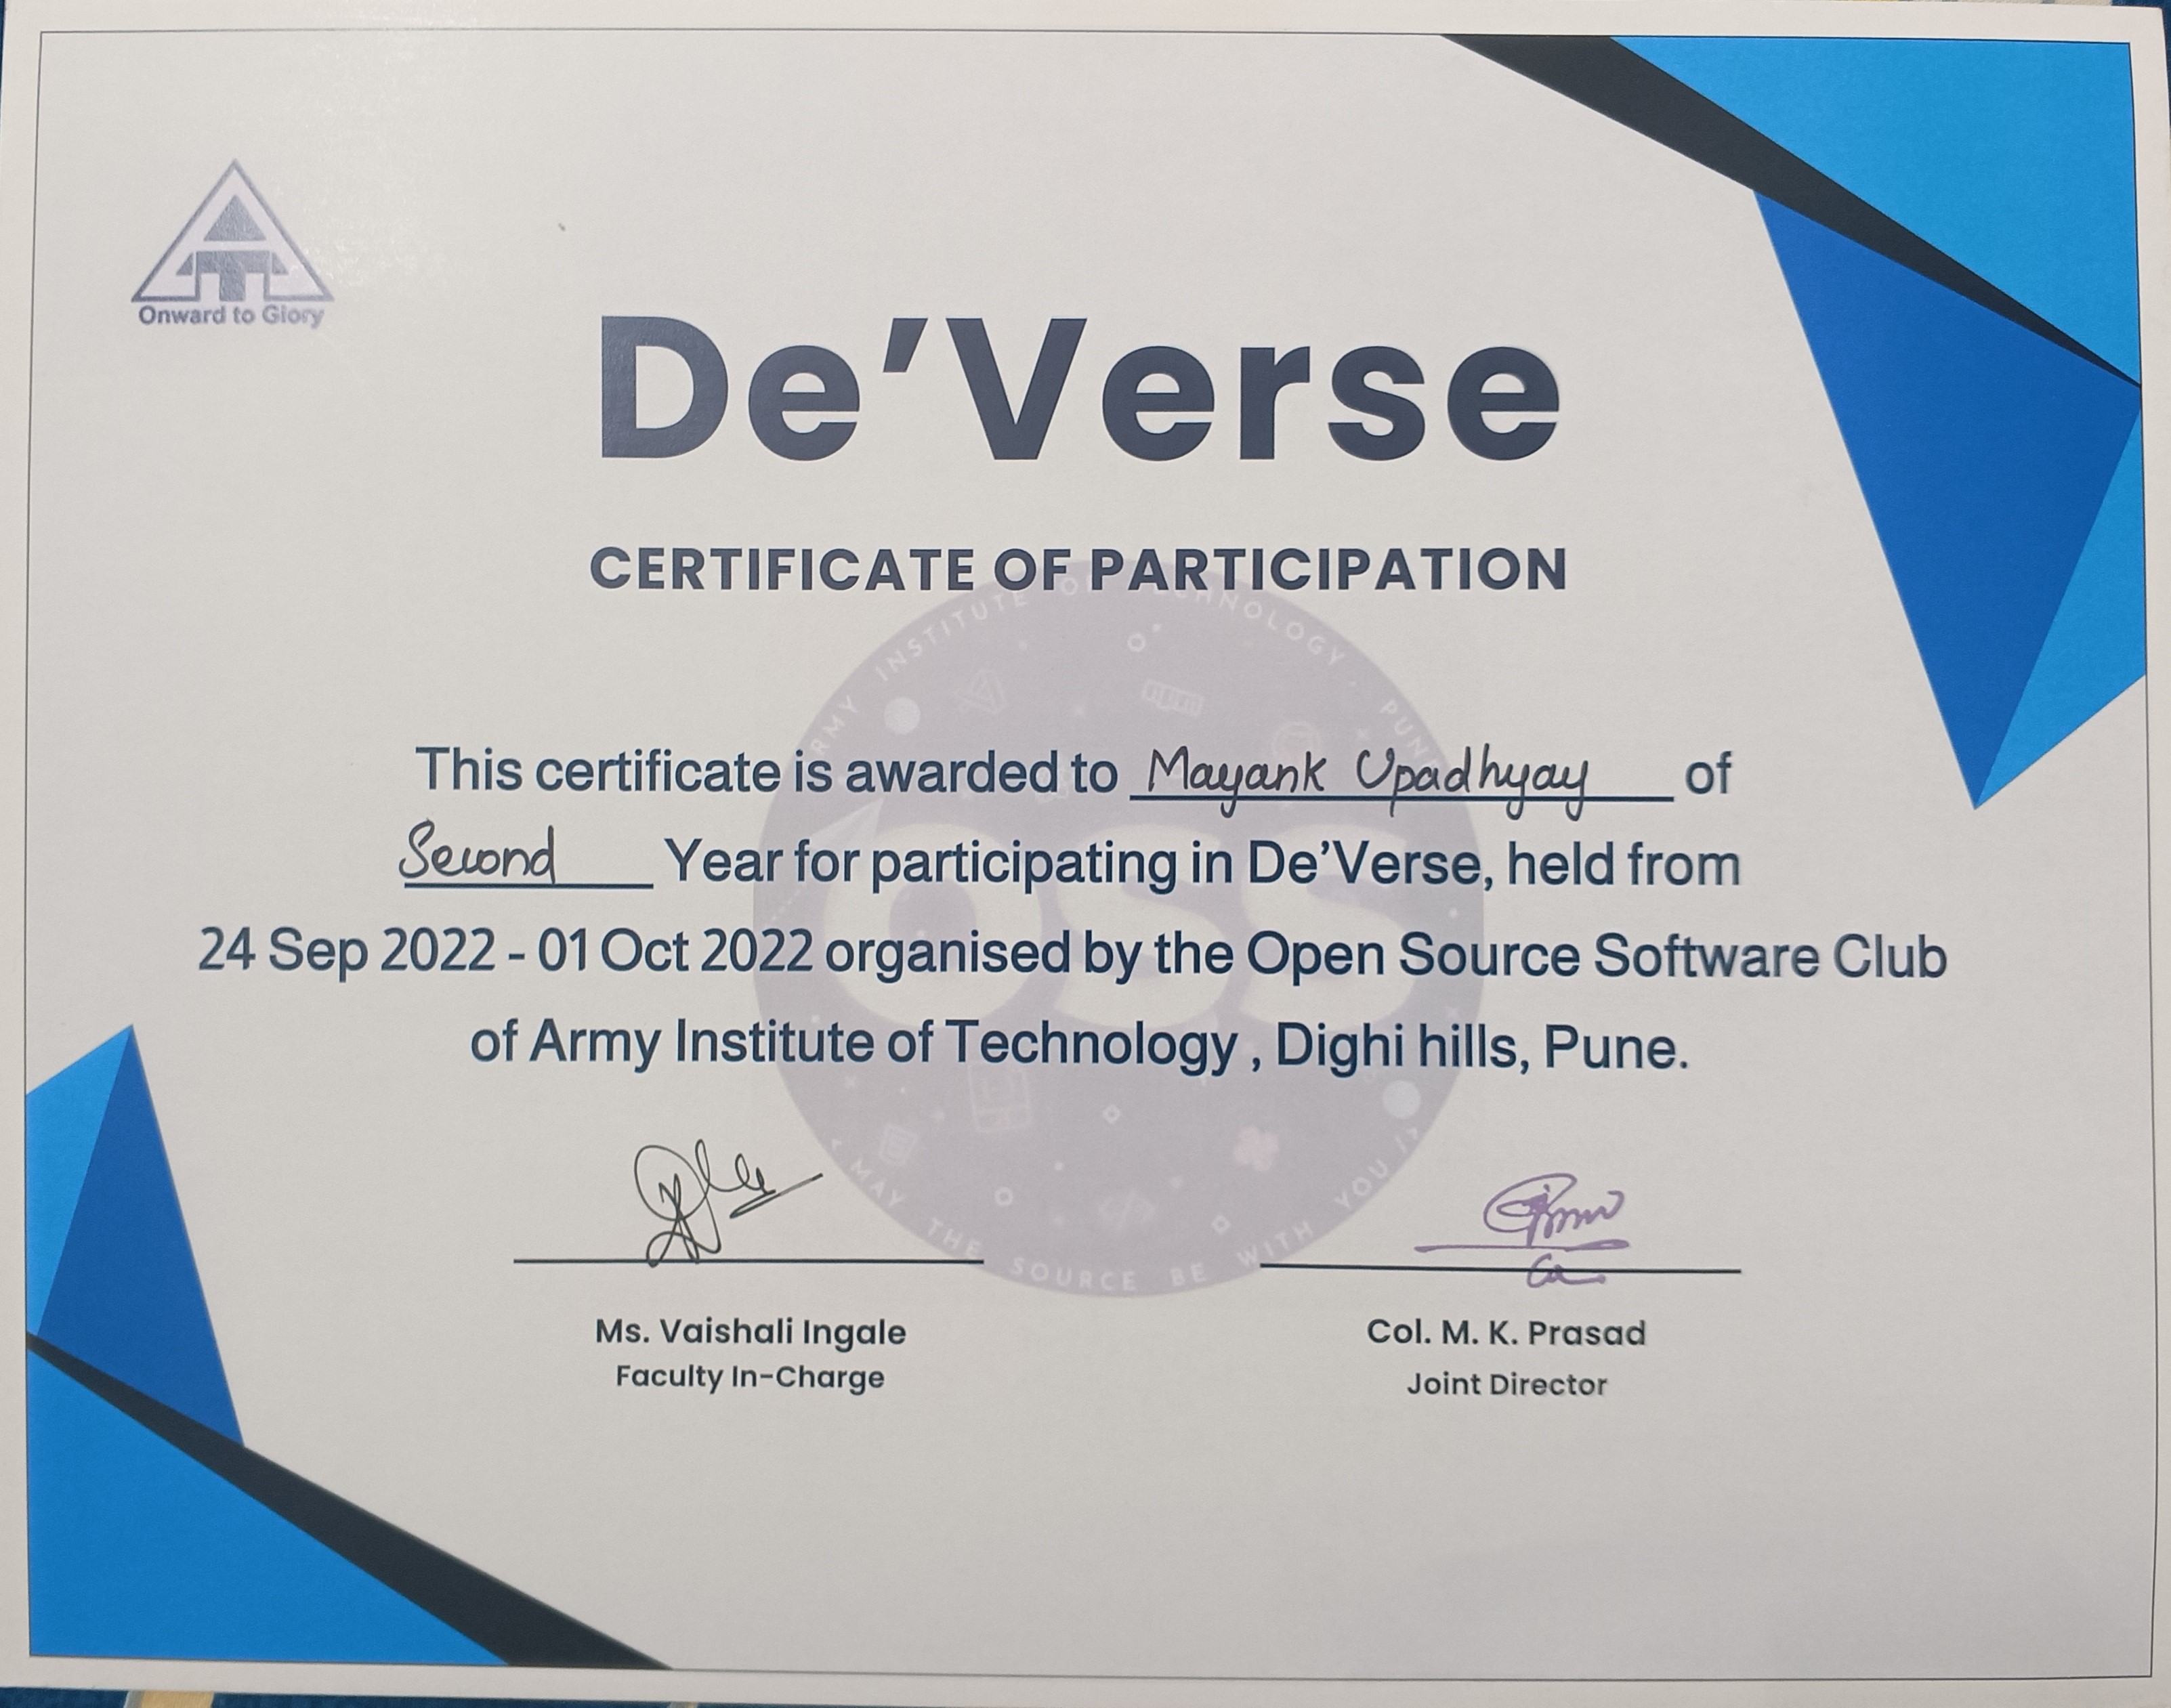 Onward to Glory
De'Verse
CERTIFICATE OF PARTICIPATION
This certificate is awarded to Mayank Upadhyay of
Second Year for participating in De'Verse, held from
24 Sep 2022 - 01 Oct 2022 organised by the Open Source Software Club
of Army Institute of Technology , Dighi hills, Pune.
ARMY INSTITUTE OF TECHNOLOGY, PUNE
OSS
< MAY THE SOURCE BE WITH YOU />
Ms. Vaishali Ingale
Faculty In-Charge
Col. M. K. Prasad
Joint Director